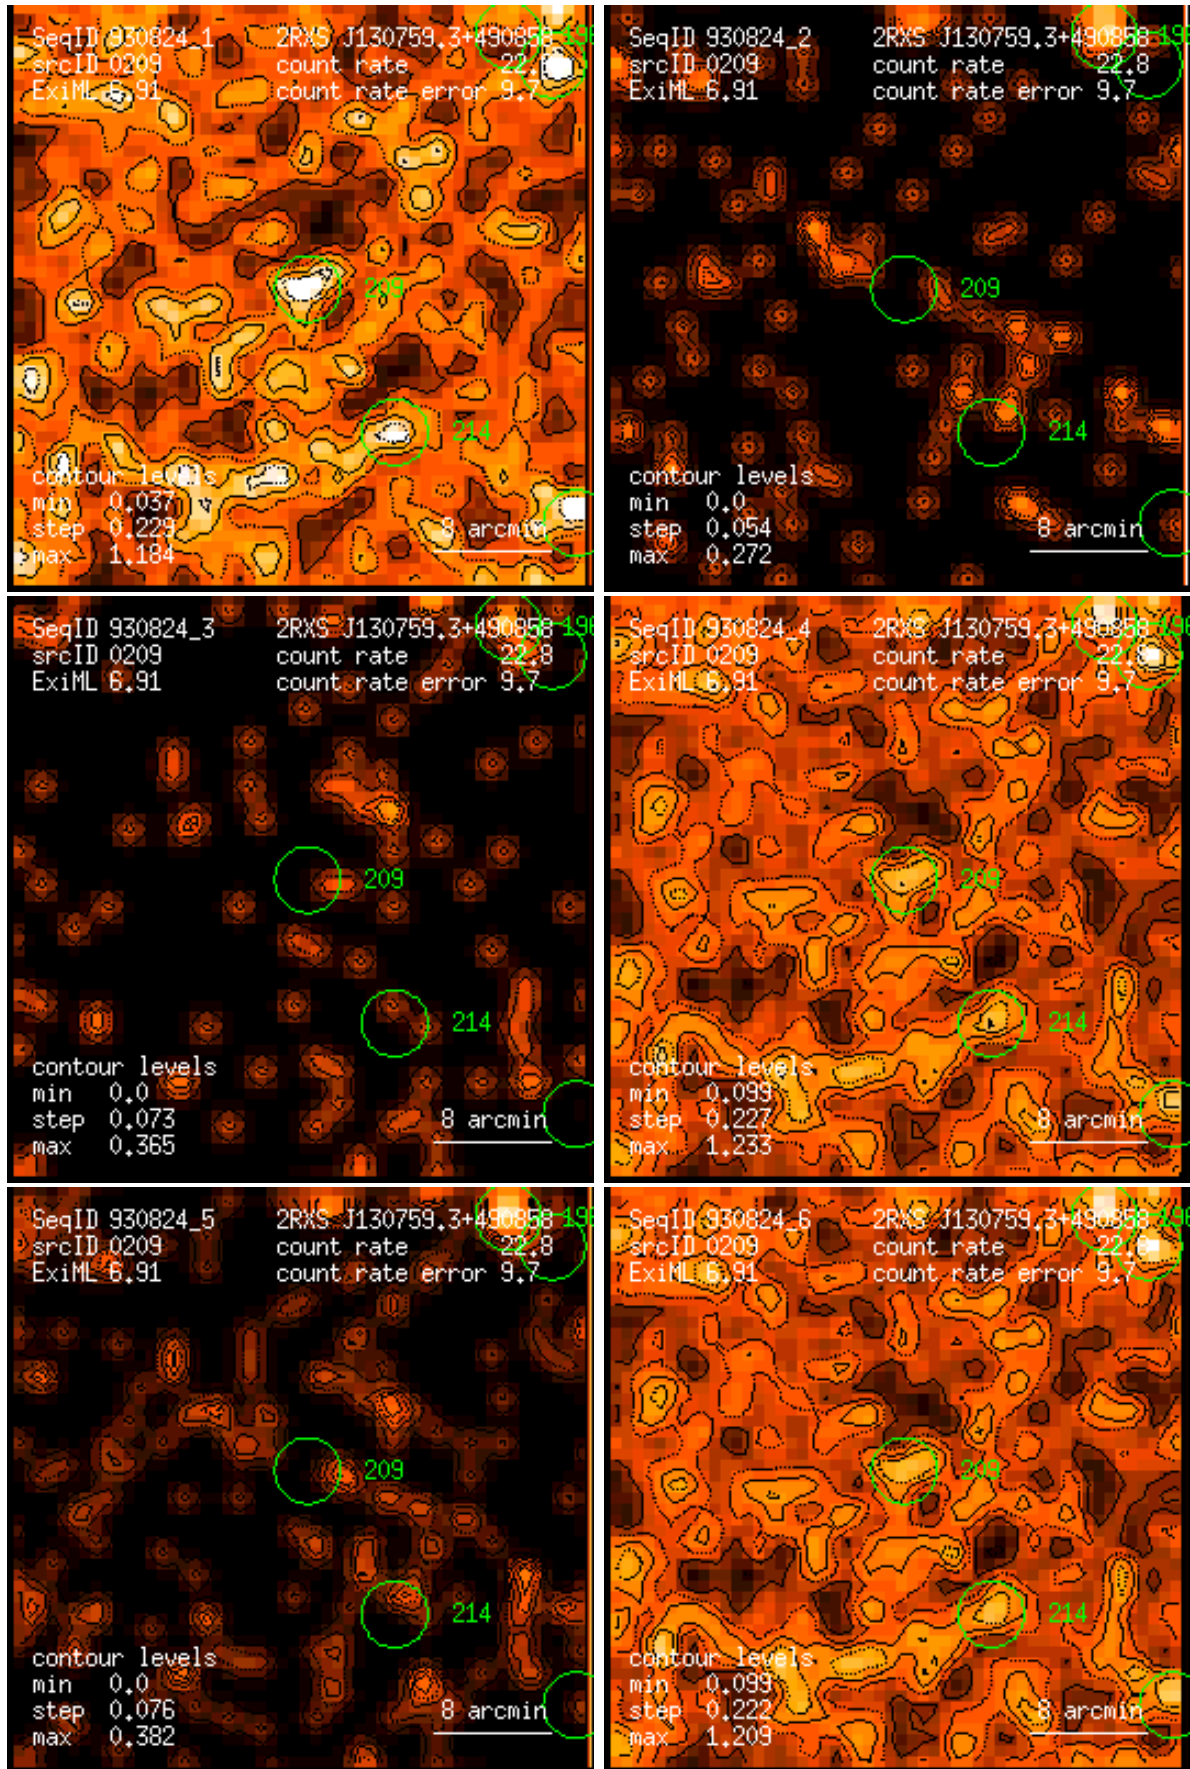 SeqID 930824_1 2RXS J130759.3+490858 198
srcID 0209 count rate 22.8
ExiML 6.91 count rate error 9.7
209
214
contour levels
min 0.037
step 0.229 8 arcmin
max 1.184
SeqID 930824_2 2RXS J130759.3+490858
srcID 0209 count rate 22.8
ExiML 6.91 count rate error 9.7
209
214
contour levels
min 0.0
step 0.054 8 arcmin
max 0.272
SeqID 930824_3 2RXS J130759.3+490858
srcID 0209 count rate 22.8
ExiML 6.91 count rate error 9.7
209
214
contour levels
min 0.0
step 0.073 8 arcmin
max 0.365
SeqID 930824_4 2RXS J130759.3+490858
srcID 0209 count rate 22.8
ExiML 6.91 count rate error 9.7
209
214
contour levels
min 0.099
step 0.227 8 arcmin
max 1.233
SeqID 930824_5 2RXS J130759.3+490858
srcID 0209 count rate 22.8
ExiML 6.91 count rate error 9.7
209
214
contour levels
min 0.0
step 0.076 8 arcmin
max 0.382
SeqID 930824_6 2RXS J130759.3+490858
srcID 0209 count rate 22.8
ExiML 6.91 count rate error 9.7
209
214
contour levels
min 0.099
step 0.222 8 arcmin
max 1.209